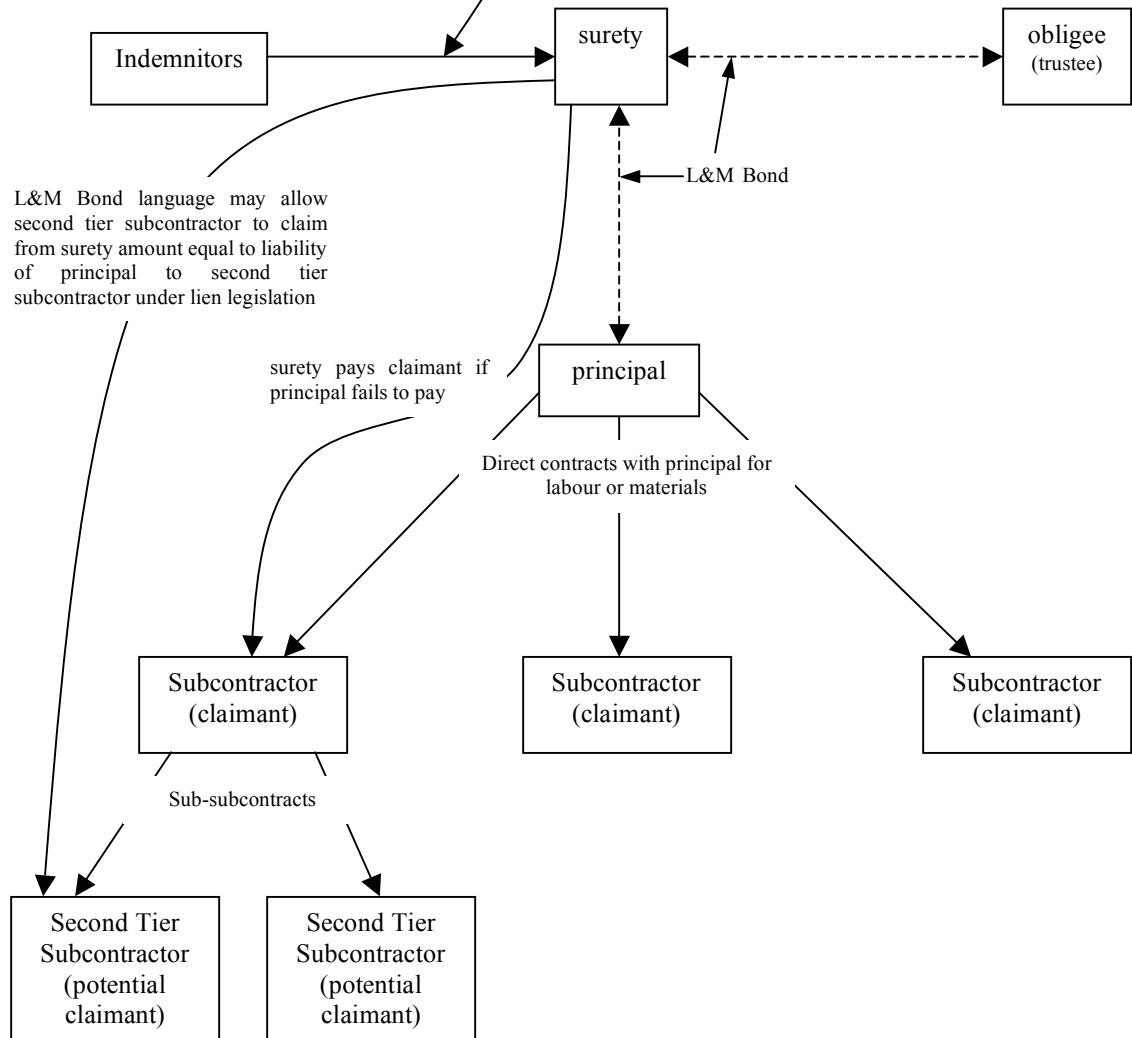 Indemnitors
surety
obligee
(trustee)
L&M Bond
L&M Bond language may allow
second tier subcontractor to claim
from surety amount equal to liability
of principal to second tier
subcontractor under lien legislation
surety pays claimant if
principal fails to pay
principal
Direct contracts with principal for
labour or materials
Subcontractor
(claimant)
Subcontractor
(claimant)
Subcontractor
(claimant)
Sub-subcontracts
Second Tier
Subcontractor
(potential
claimant)
Second Tier
Subcontractor
(potential
claimant)